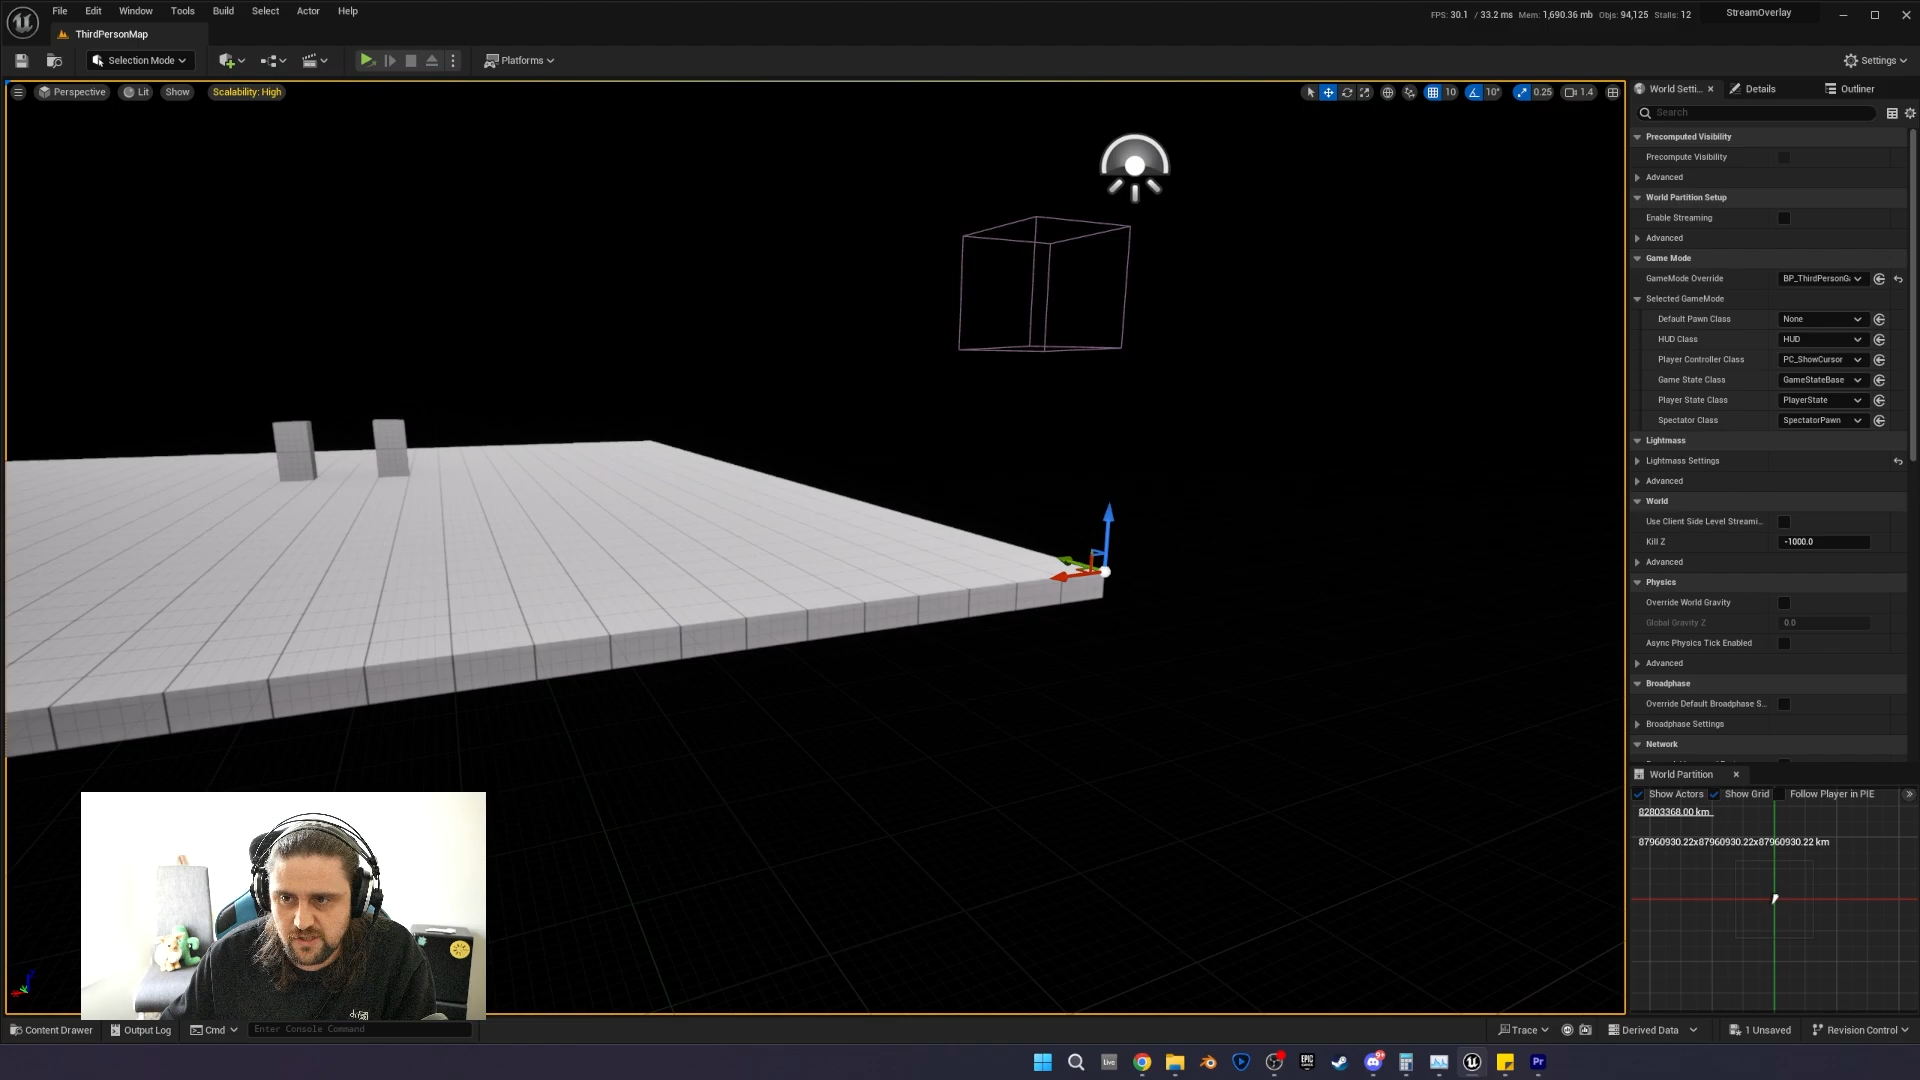 File Edit Window Tools Build Select Actor Help
FPS: 30.1 / 33.2 ms Mem: 1,690.36 mb Objs: 94,125 Stalls: 12
StreamOverlay
ThirdPersonMap
Selection Mode
Platforms
Settings
Perspective Lit Show Scalability: High
10 10° 0.25 1.4
World Setti... Details Outliner
Search
Precomputed Visibility
Precompute Visibility
Advanced
World Partition Setup
Enable Streaming
Advanced
Game Mode
GameMode Override BP_ThirdPersonG
Selected GameMode
Default Pawn Class None
HUD Class HUD
Player Controller Class PC_ShowCursor
Game State Class GameStateBase
Player State Class PlayerState
Spectator Class SpectatorPawn
Lightmass
Lightmass Settings
Advanced
World
Use Client Side Level Streami...
Kill Z -1000.0
Advanced
Physics
Override World Gravity
Global Gravity Z 0.0
Async Physics Tick Enabled
Advanced
Broadphase
Override Default Broadphase S...
Broadphase Settings
Network
World Partition
Show Actors Show Grid Follow Player in PIE
82803368.00 km
87960930.22x87960930.22x87960930.22 km
Content Drawer Output Log Cmd Enter Console Command
Trace Derived Data 1 Unsaved Revision Control
Live
EPIC
Pr